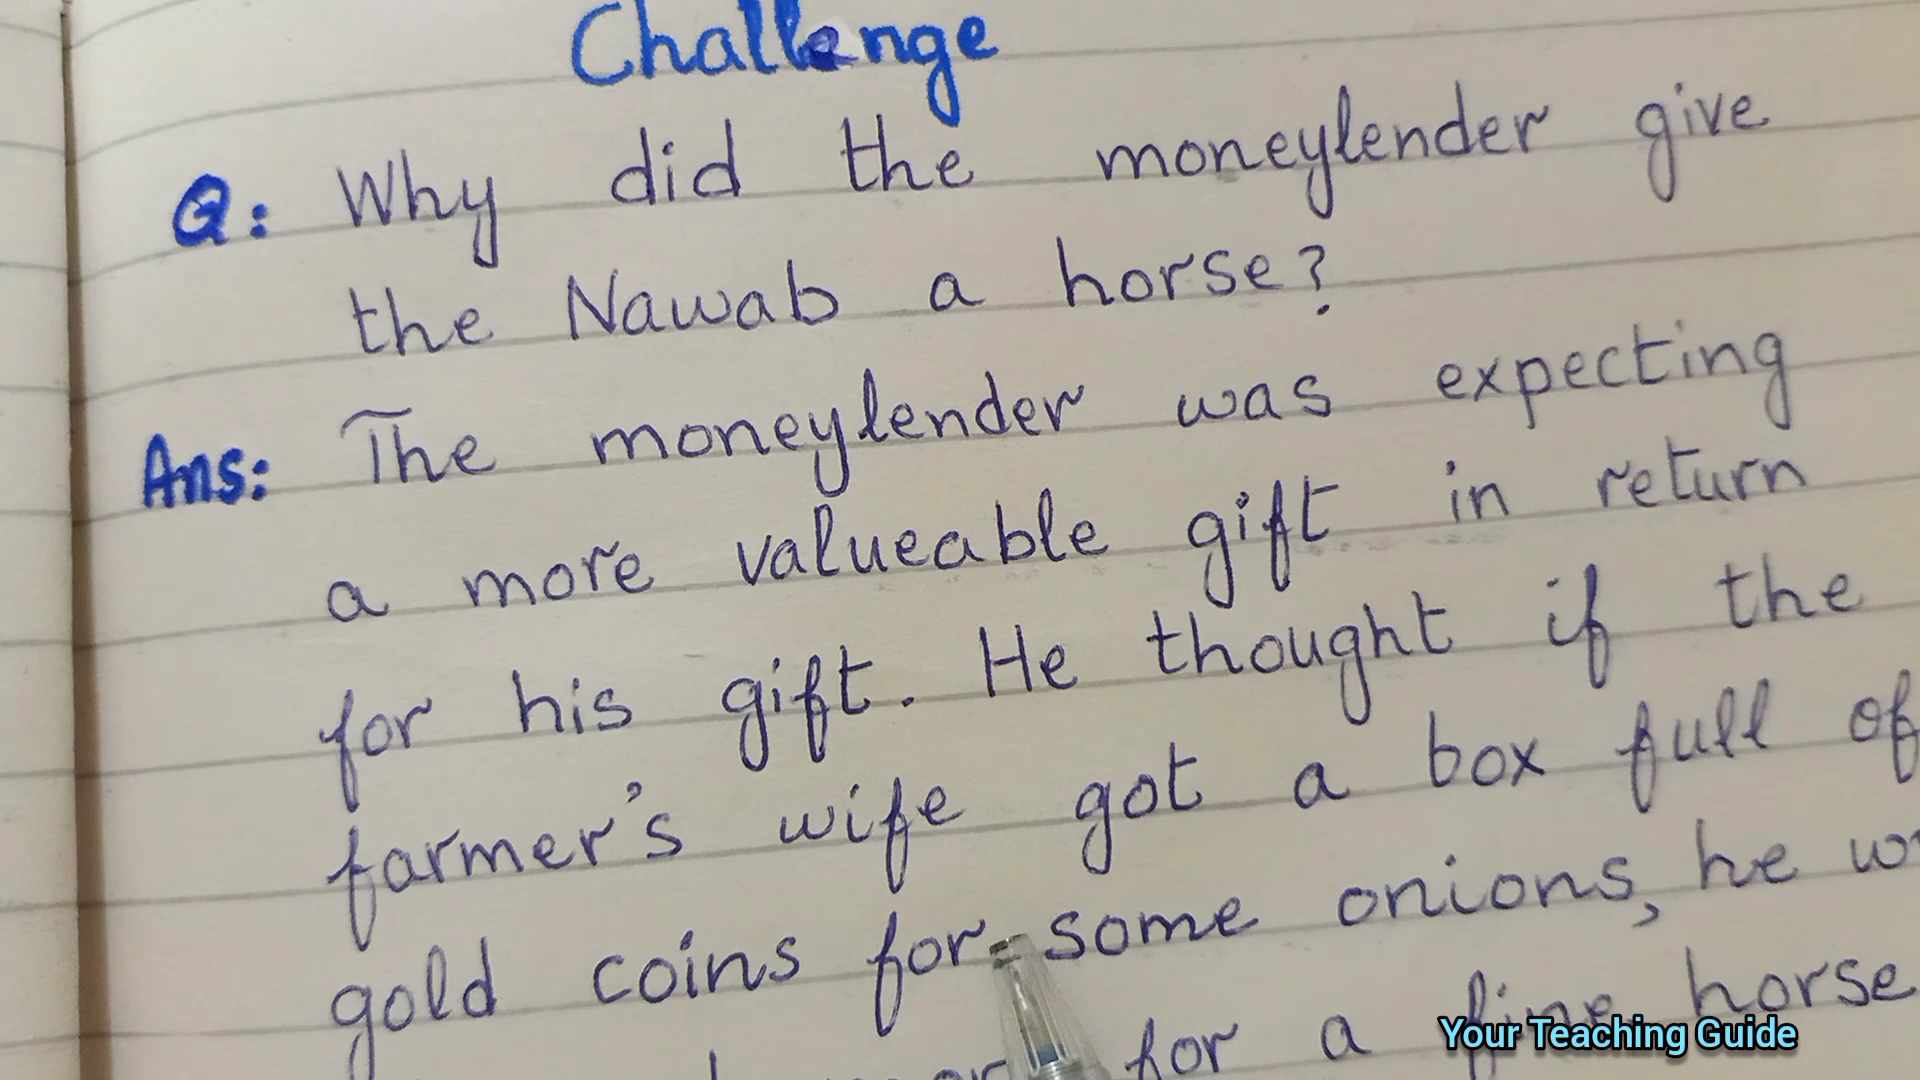 Challenge
Q: Why did the moneylender give
the Nawab a horse?
Ans: The moneylender was expecting
a more valueable gift in return
for his gift. He thought if the
farmer's wife got a box full of
gold coins for some onions, he
for a fine horse
Your Teaching Guide